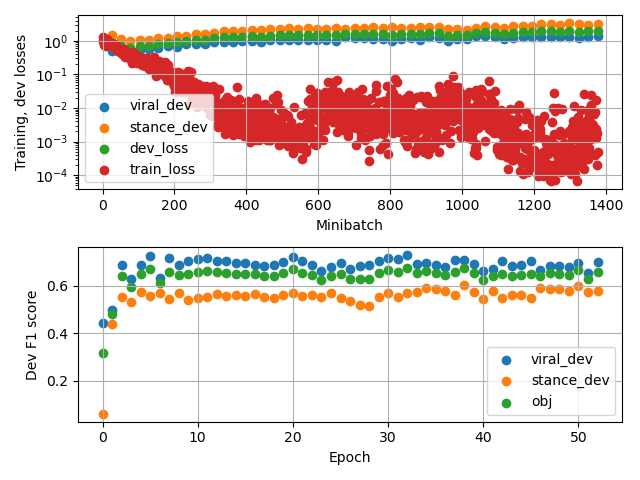 Training, dev losses
10⁰
10⁻¹
10⁻²
10⁻³
10⁻⁴
viral_dev
stance_dev
dev_loss
train_loss
0 200 400 600 800 1000 1200 1400
Minibatch
Dev F1 score
0.6
0.4
0.2
viral_dev
stance_dev
obj
0 10 20 30 40 50
Epoch